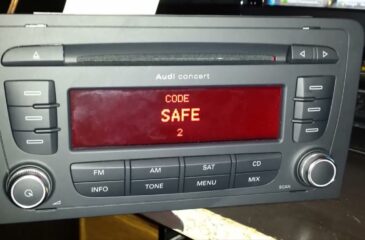 Audi concert
CODE
SAFE
2
FM AM SAT CD
INFO TONE MENU MIX
SCAN